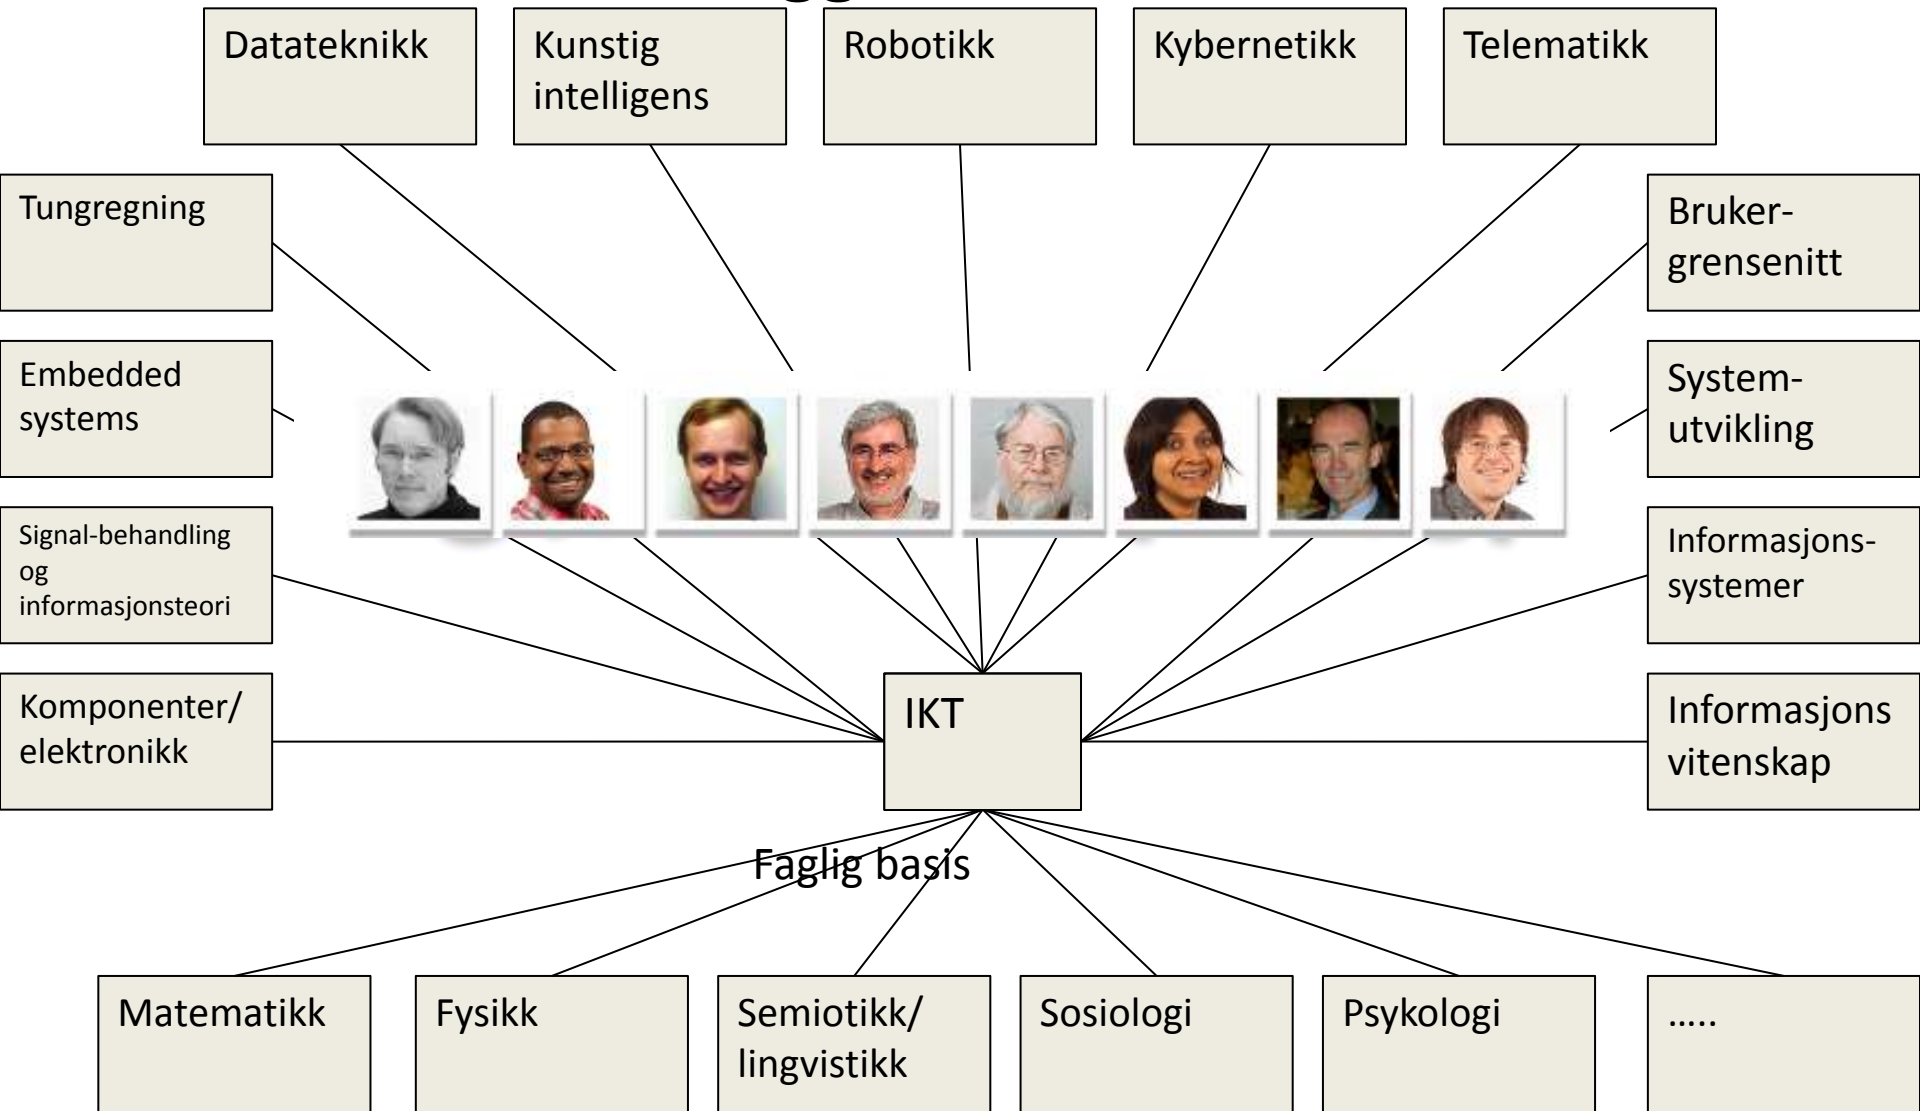 Datateknikk
Kunstig
intelligens
Robotikk
Kybernetikk
Telematikk
Tungregning
Bruker-
grensenitt
Embedded
systems
System-
utvikling
Signal-behandling
og
informasjonsteori
Informasjons-
systemer
Komponenter/
elektronikk
IKT
Informasjons
vitenskap
Faglig basis
Matematikk
Fysikk
Semiotikk/
lingvistikk
Sosiologi
Psykologi
…..